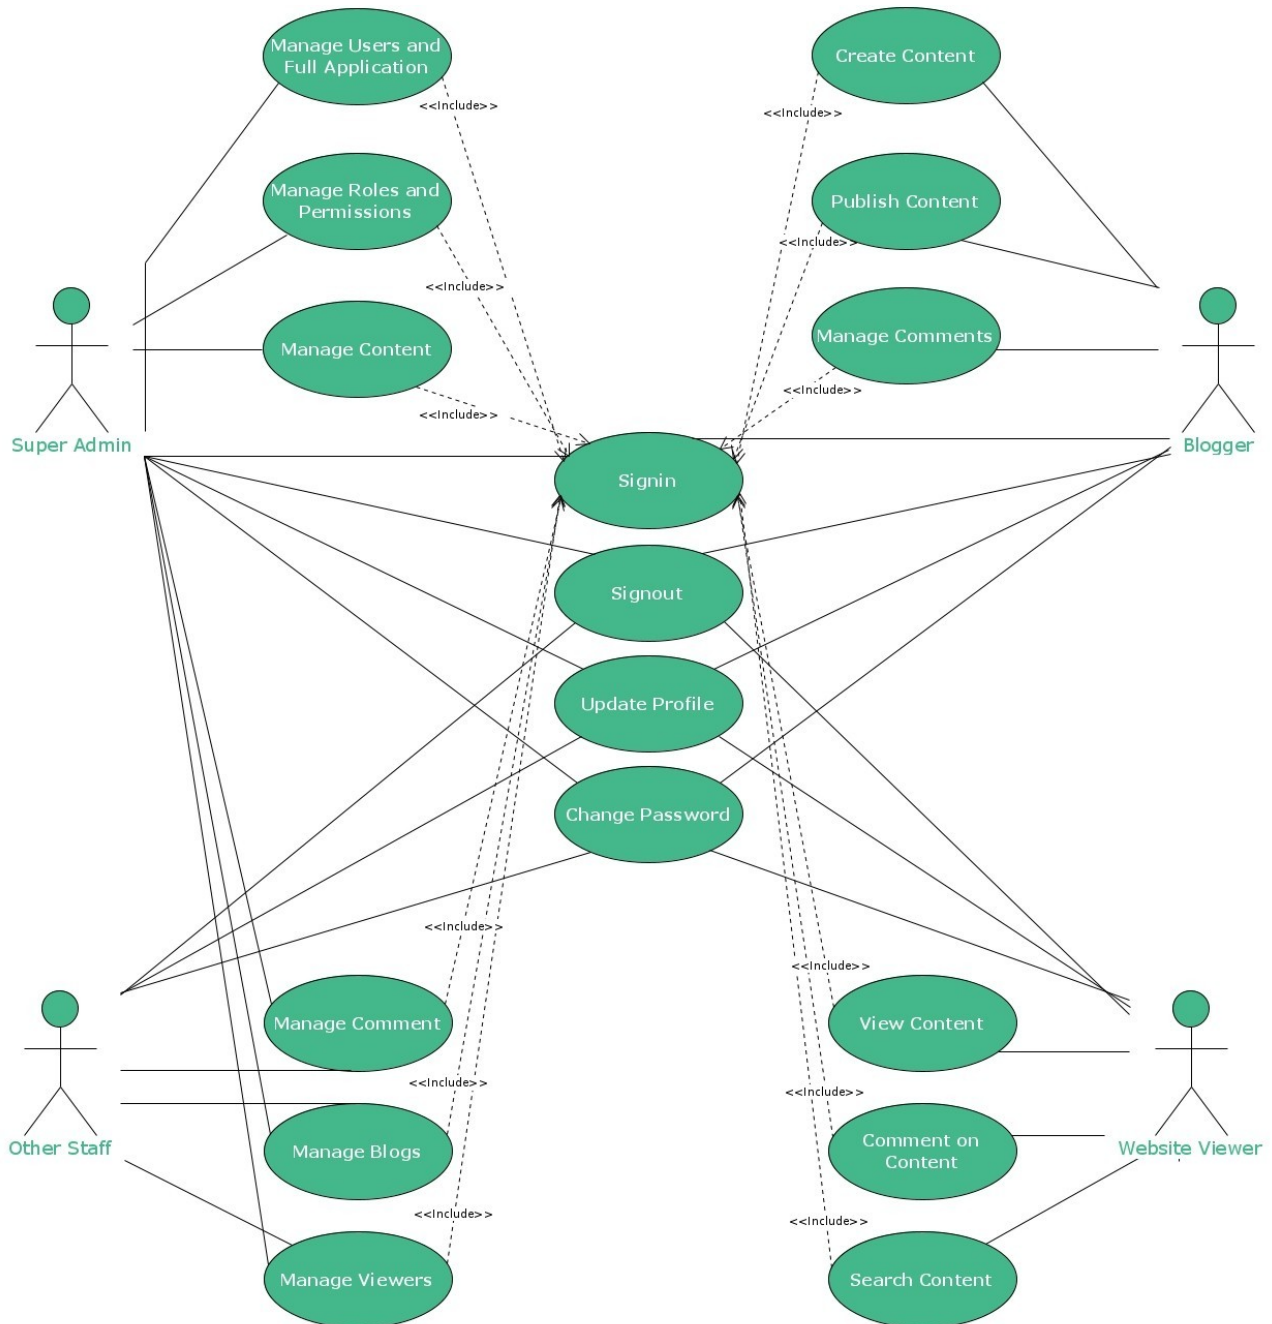 Manage Users and
Full Application
Create Content
<<Include>>
<<Include>>
Manage Roles and
Permissions
Publish Content
<<Include>>
<<Include>>
Manage Content
Manage Comments
<<Include>>
<<Include>>
Super Admin
Blogger
Signin
Signout
Update Profile
Change Password
<<Include>>
<<Include>>
Manage Comment
View Content
<<Include>>
<<Include>>
Other Staff
Manage Blogs
Comment on
Content
Website Viewer
<<Include>>
<<Include>>
Manage Viewers
Search Content